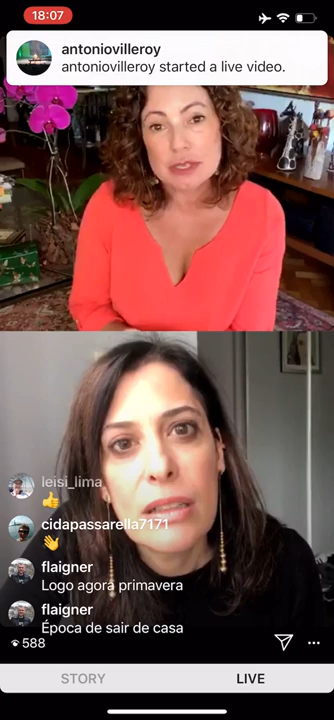 18:07
antoniovilleroy
antoniovilleroy started a live video.
leisi_lima
👍
cidapassarella7171
👋
flaigner
Logo agora primavera
flaigner
Época de sair de casa
588
STORY
LIVE